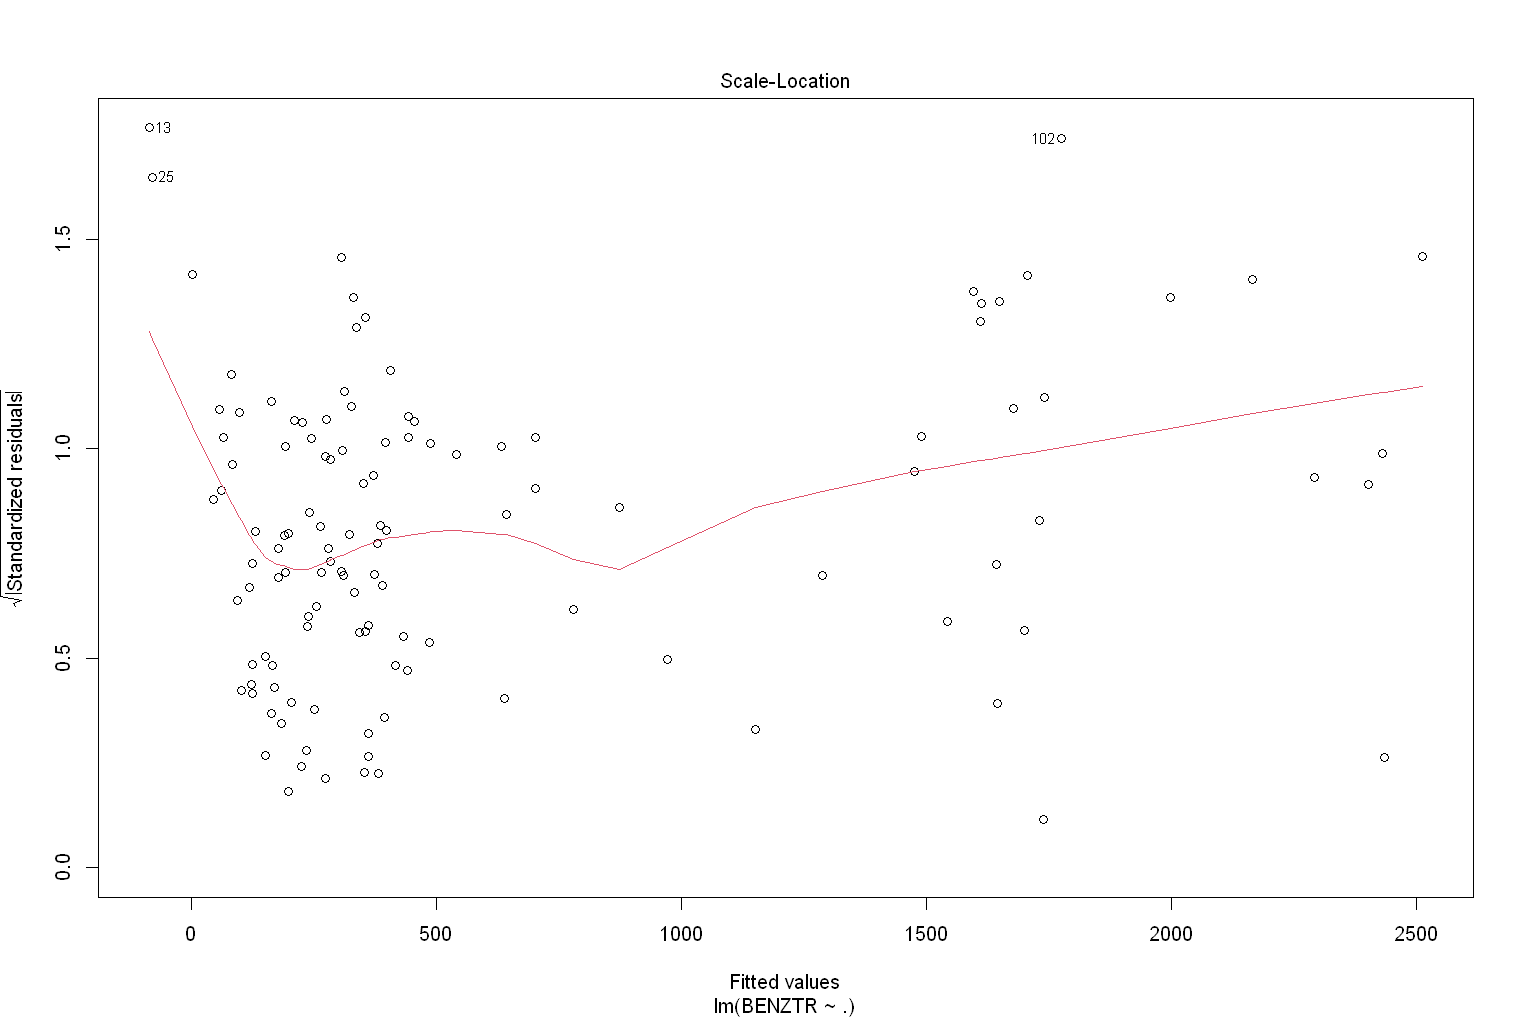 Scale-Location
13
102
25
√|Standardized residuals|
1.5
1.0
0.5
0.0
0 500 1000 1500 2000 2500
Fitted values
lm(BENZTR ~ .)